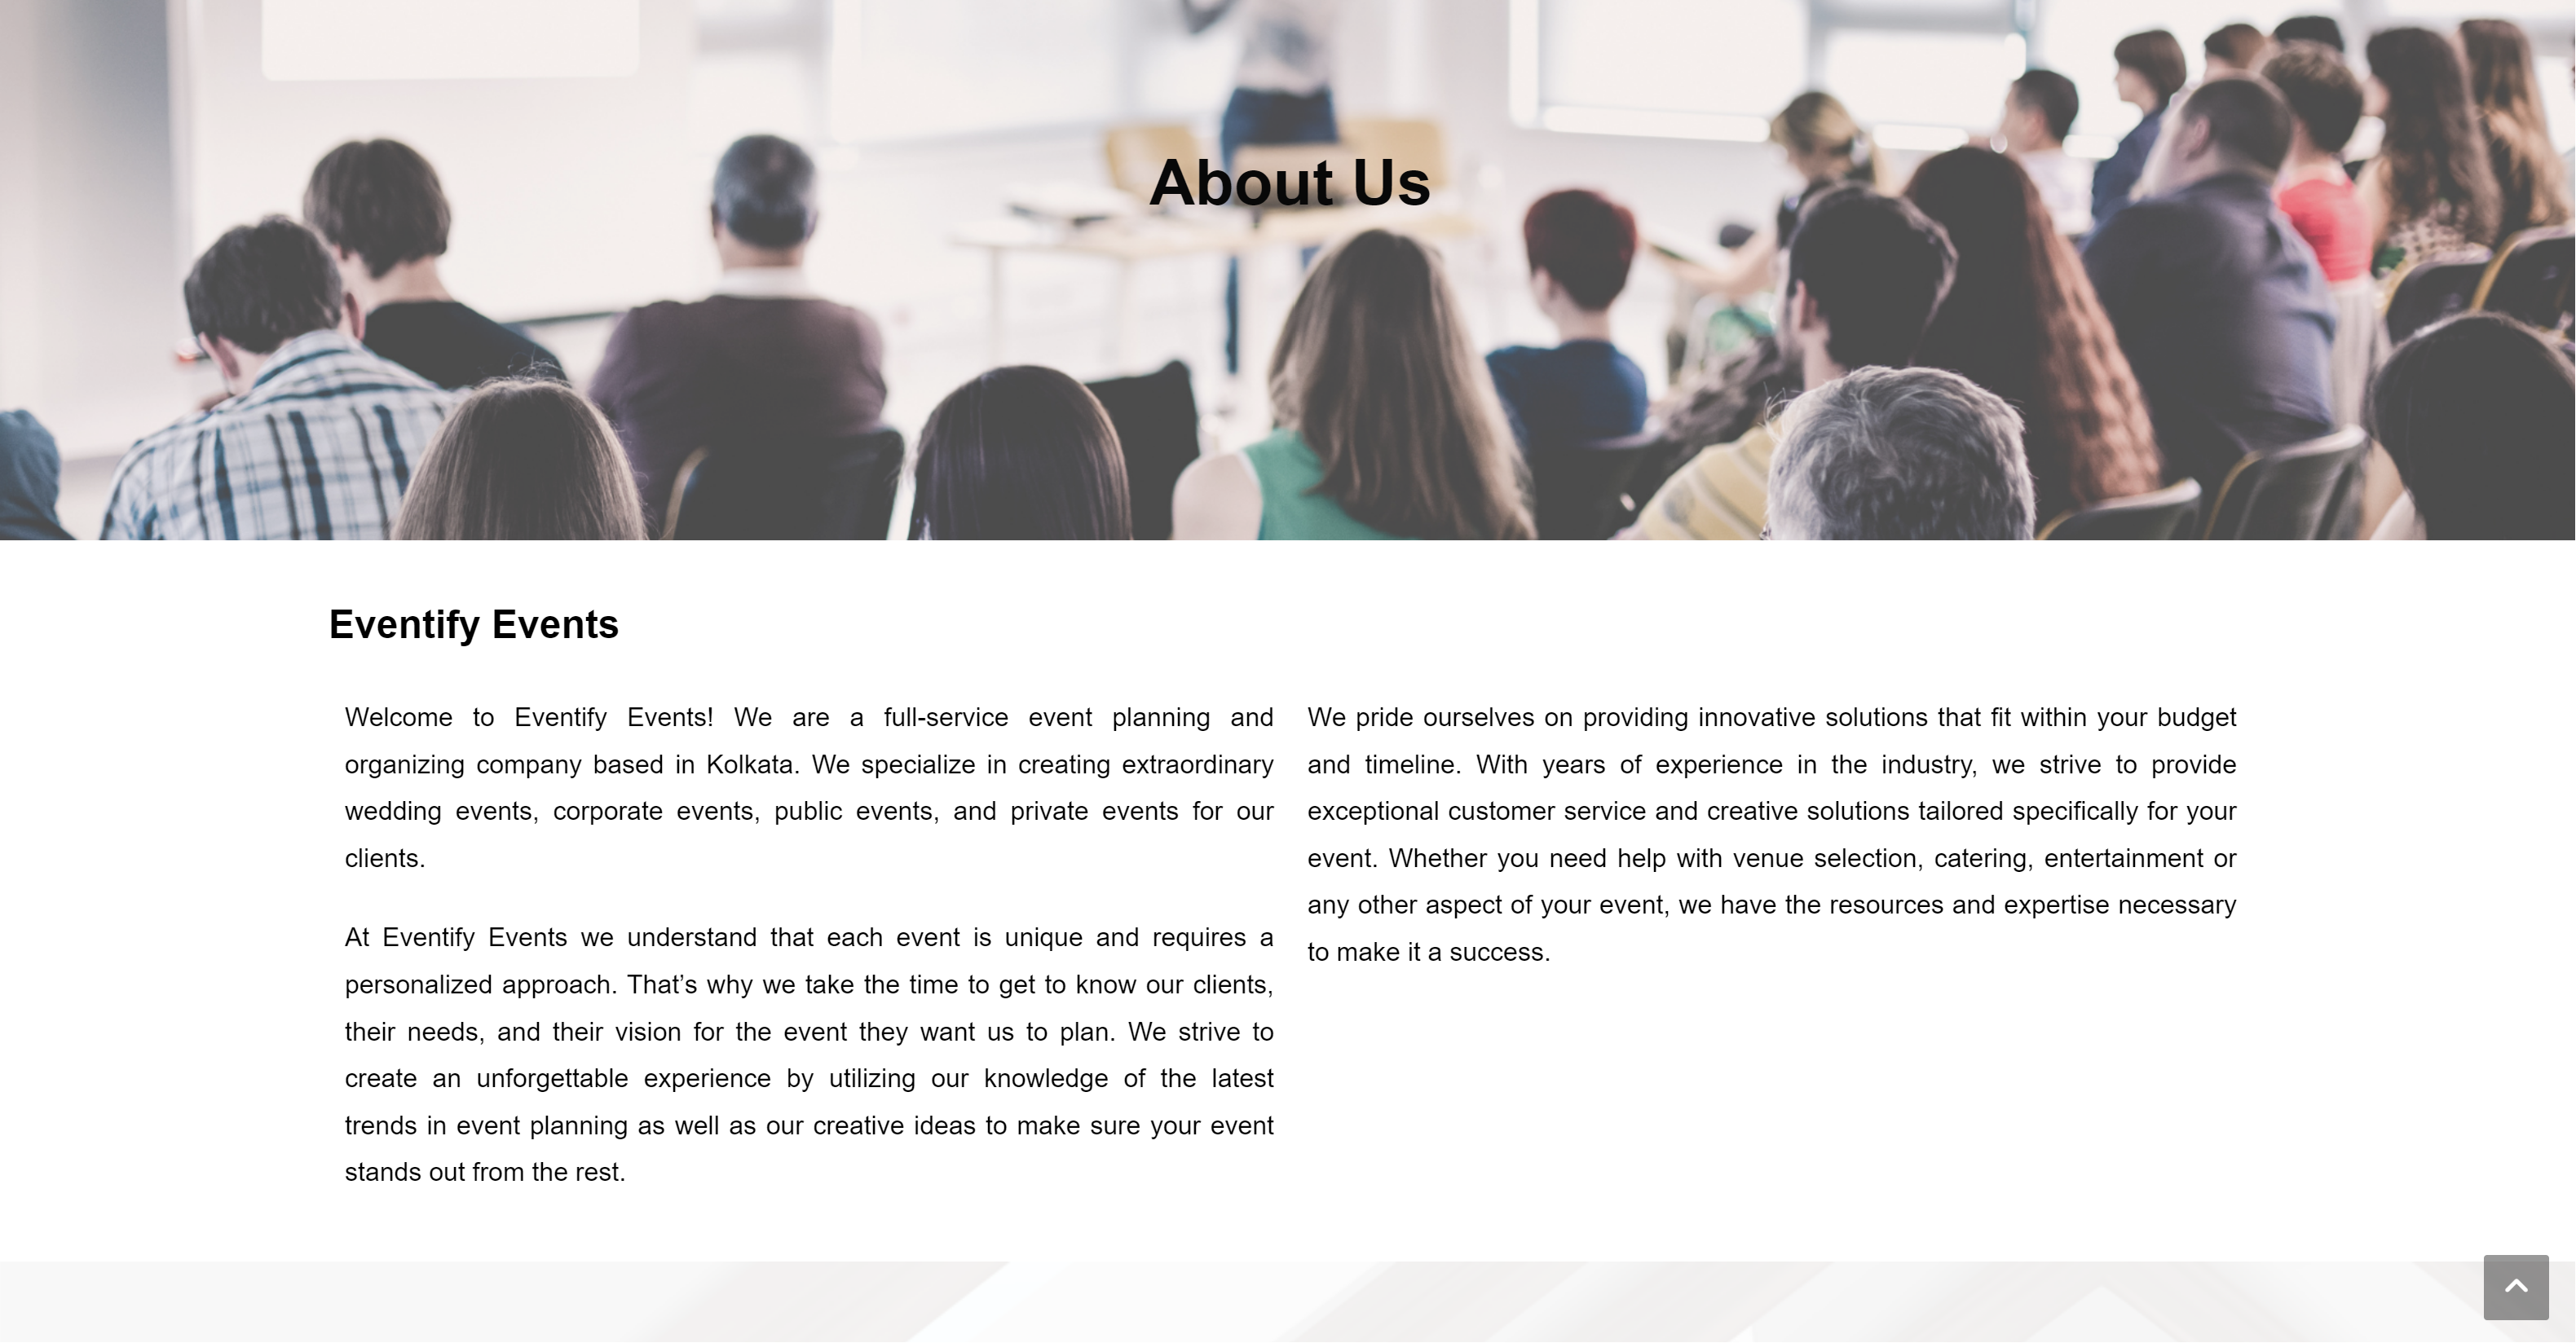 About Us
Eventify Events
Welcome to Eventify Events! We are a full-service event planning and
organizing company based in Kolkata. We specialize in creating extraordinary
wedding events, corporate events, public events, and private events for our
clients.
At Eventify Events we understand that each event is unique and requires a
personalized approach. That’s why we take the time to get to know our clients,
their needs, and their vision for the event they want us to plan. We strive to
create an unforgettable experience by utilizing our knowledge of the latest
trends in event planning as well as our creative ideas to make sure your event
stands out from the rest.
We pride ourselves on providing innovative solutions that fit within your budget
and timeline. With years of experience in the industry, we strive to provide
exceptional customer service and creative solutions tailored specifically for your
event. Whether you need help with venue selection, catering, entertainment or
any other aspect of your event, we have the resources and expertise necessary
to make it a success.